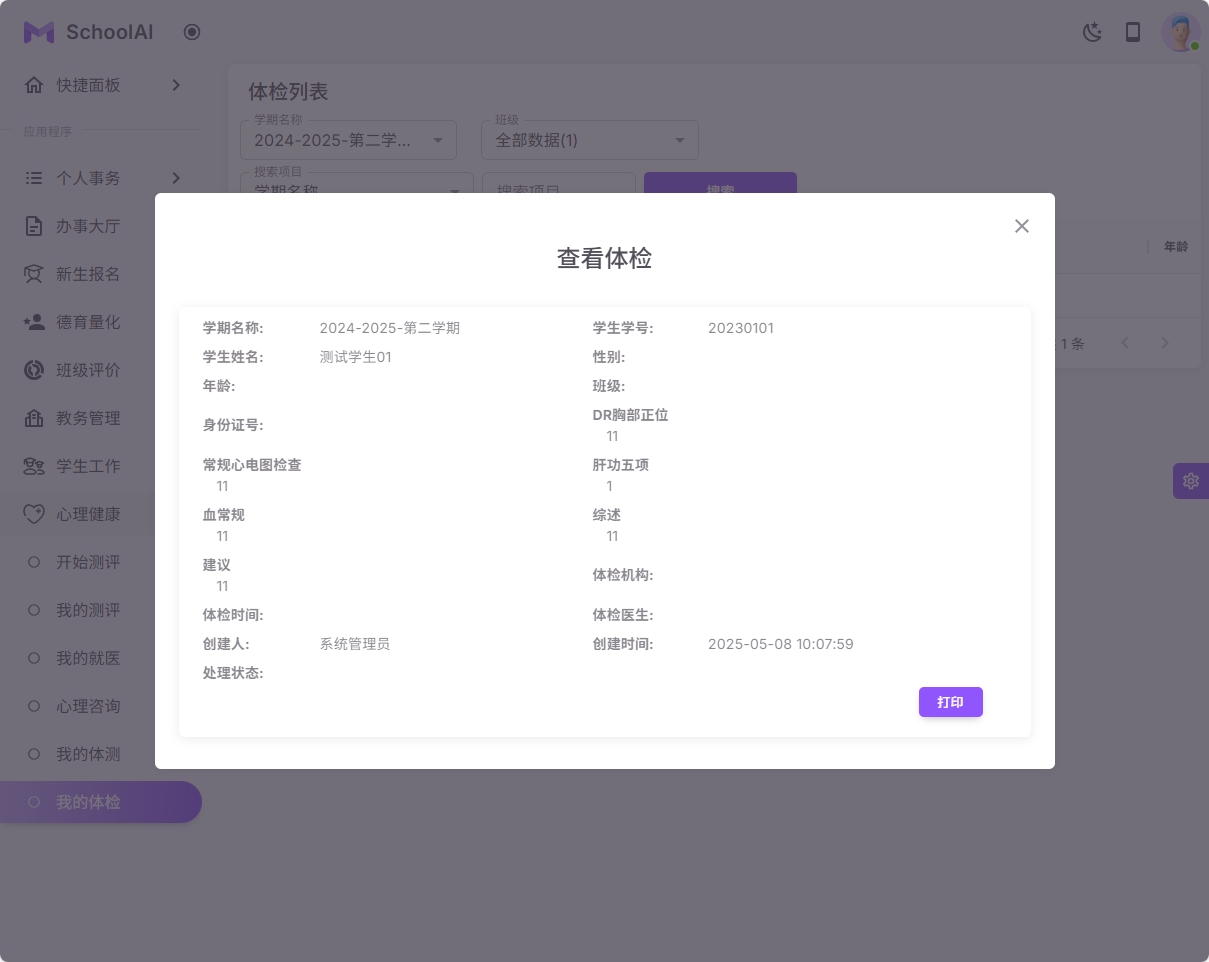 SchoolAI
快捷面板
应用程序
个人事务
办事大厅
新生报名
德育量化
班级评价
教务管理
学生工作
心理健康
开始测评
我的测评
我的就医
心理咨询
我的体测
我的体检
体检列表
学期名称
2024-2025-第二学...
班级
全部数据(1)
搜索项目
学期名称
搜索项目
搜索
年龄
1 条
查看体检
学期名称: 2024-2025-第二学期 学生学号: 20230101
学生姓名: 测试学生01 性别:
年龄: 班级:
身份证号:
DR胸部正位
11
常规心电图检查 肝功五项
11 1
血常规 综述
11 11
建议
11
体检机构:
体检时间: 体检医生:
创建人: 系统管理员 创建时间: 2025-05-08 10:07:59
处理状态:
打印